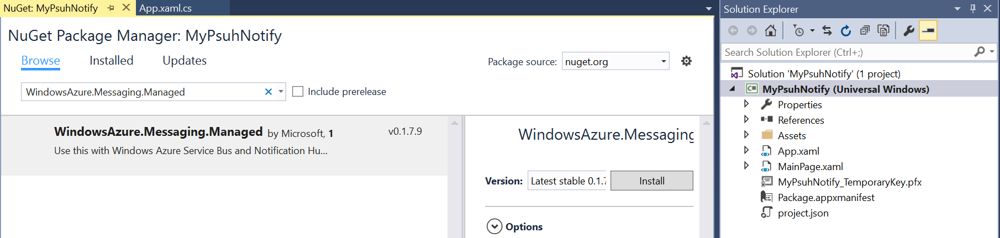 NuGet: MyPsuhNotify
App.xaml.cs
NuGet Package Manager: MyPsuhNotify
Browse
Installed
Updates
Package source:
nuget.org
WindowsAzure.Messaging.Managed
Include prerelease
WindowsAzure.Messaging.Managed by Microsoft, 1
v0.1.7.9
Use this with Windows Azure Service Bus and Notification Hu...
WindowsAzure.Messaging
Version:
Latest stable 0.1.7
Install
Options
Solution Explorer
Search Solution Explorer (Ctrl+;)
Solution 'MyPsuhNotify' (1 project)
C# MyPsuhNotify (Universal Windows)
Properties
References
Assets
App.xaml
MainPage.xaml
MyPsuhNotify_TemporaryKey.pfx
Package.appxmanifest
project.json